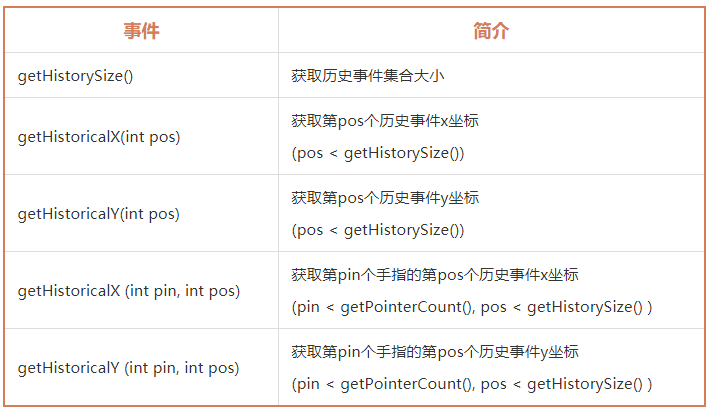 事件 简介
getHistorySize() 获取历史事件集合大小
getHistoricalX(int pos) 获取第pos个历史事件x坐标
(pos < getHistorySize())
getHistoricalY(int pos) 获取第pos个历史事件y坐标
(pos < getHistorySize())
getHistoricalX (int pin, int pos) 获取第pin个手指的第pos个历史事件x坐标
(pin < getPointerCount(), pos < getHistorySize() )
getHistoricalY (int pin, int pos) 获取第pin个手指的第pos个历史事件y坐标
(pin < getPointerCount(), pos < getHistorySize() )